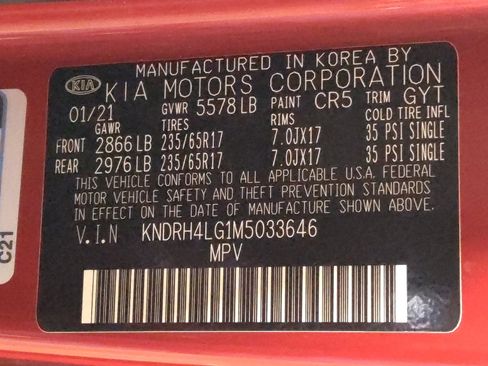 MANUFACTURED IN KOREA BY
KIA KIA MOTORS CORPORATION
01/21 GVWR 5578 LB PAINT CR5 TRIM GYT
GAWR TIRES RIMS COLD TIRE INFL
FRONT 2866 LB 235/65R17 7.0JX17 35 PSI SINGLE
REAR 2976 LB 235/65R17 7.0JX17 35 PSI SINGLE
THIS VEHICLE CONFORMS TO ALL APPLICABLE U.S.A. FEDERAL
MOTOR VEHICLE SAFETY AND THEFT PREVENTION STANDARDS
IN EFFECT ON THE DATE OF MANUFACTURE SHOWN ABOVE.
V.I.N KNDRH4LG1M5033646
MPV
C21